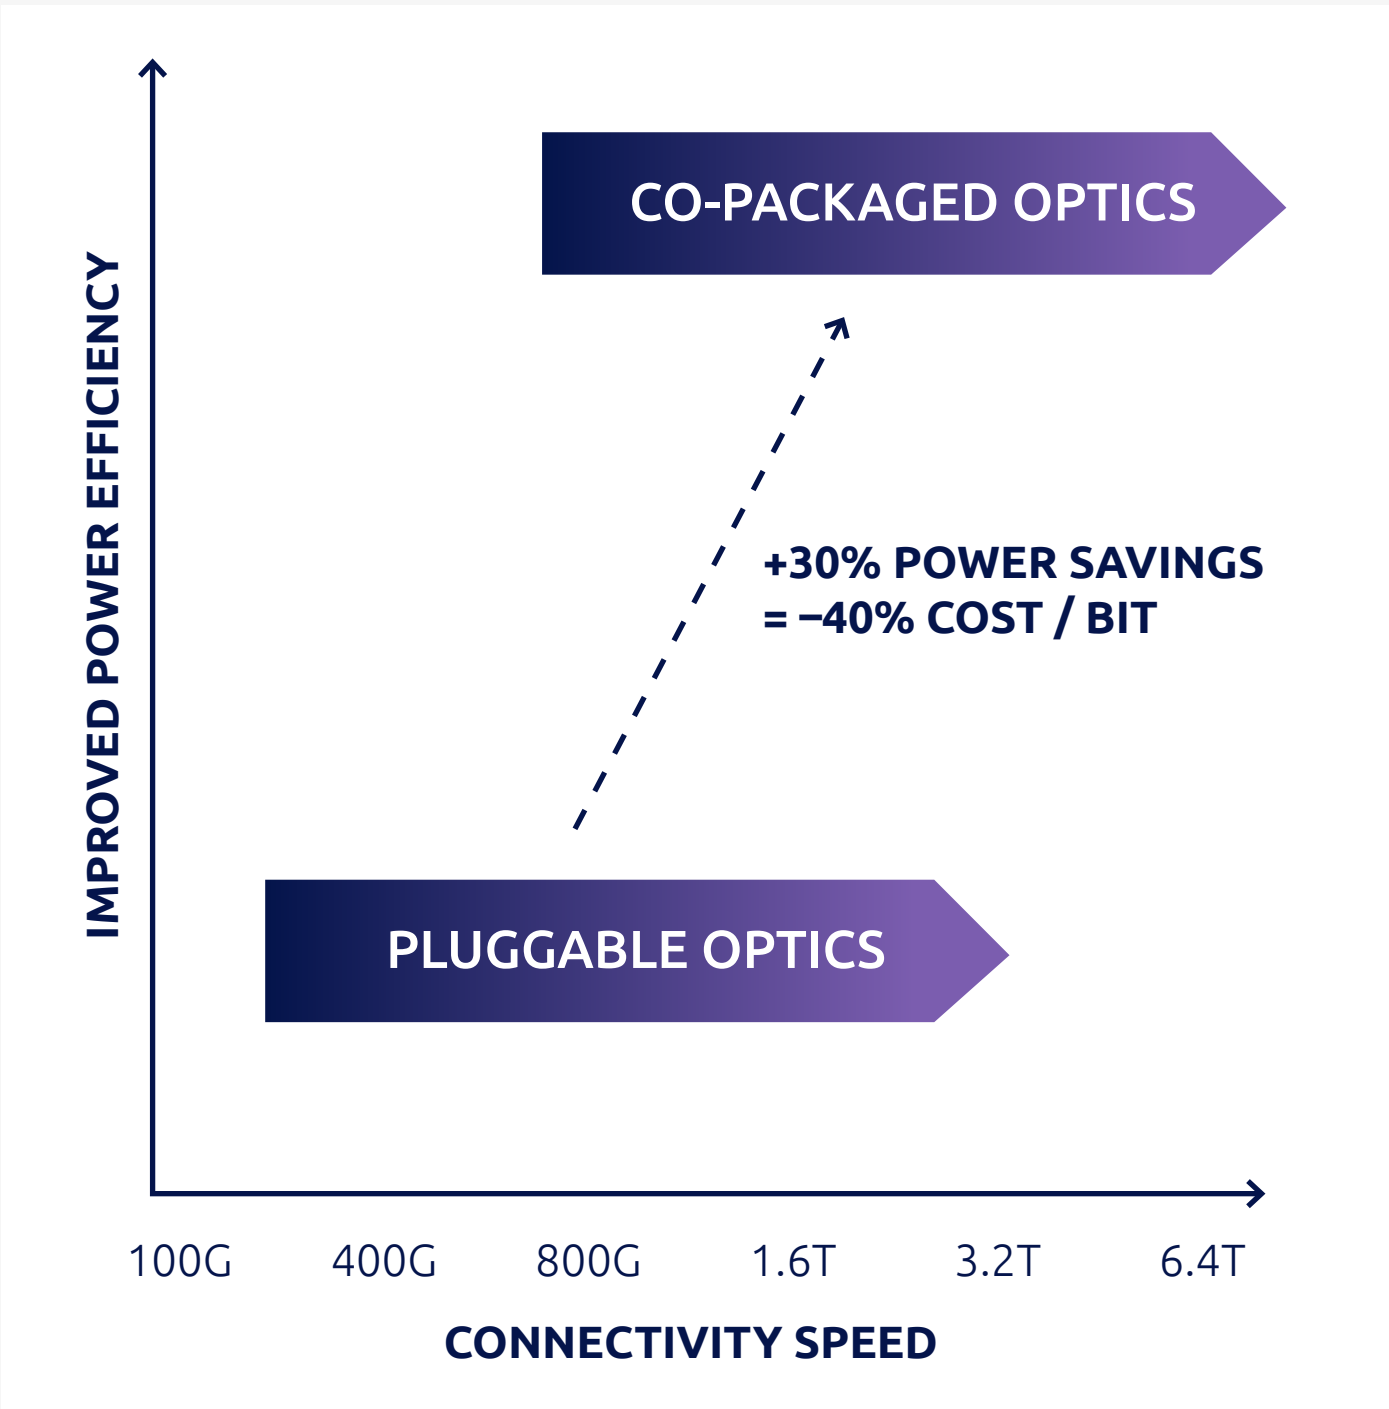 CO-PACKAGED OPTICS
IMPROVED POWER EFFICIENCY
+30% POWER SAVINGS
= –40% COST / BIT
PLUGGABLE OPTICS
100G 400G 800G 1.6T 3.2T 6.4T
CONNECTIVITY SPEED